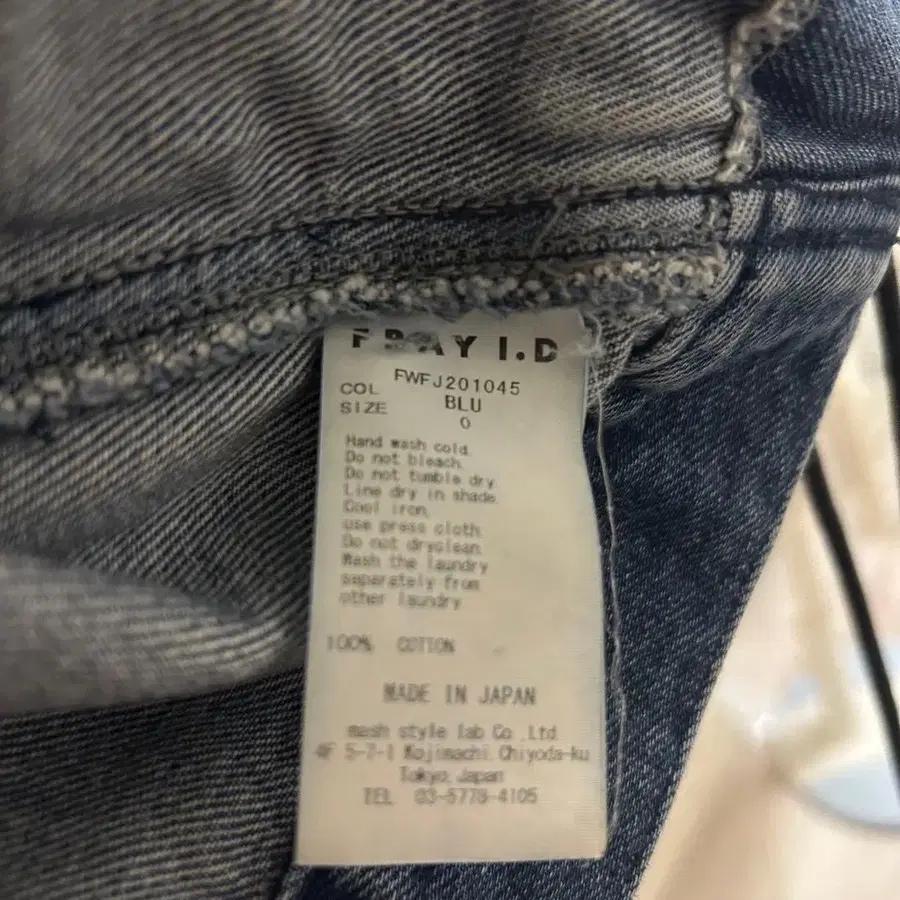 FRAY I.D
FWFJ201045
COL BLU
SIZE 0
Hand wash cold.
Do not bleach.
Do not tumble dry.
Line dry in shade.
Cool iron,
use press cloth.
Do not dryclean.
Wash the laundry
separately from
other laundry
100% COTTON
MADE IN JAPAN
mash style lab Co.,Ltd.
4F 5-7-1 Kojimachi.Chiyoda-ku
Tokyo.Japan
TEL 03-5778-4105